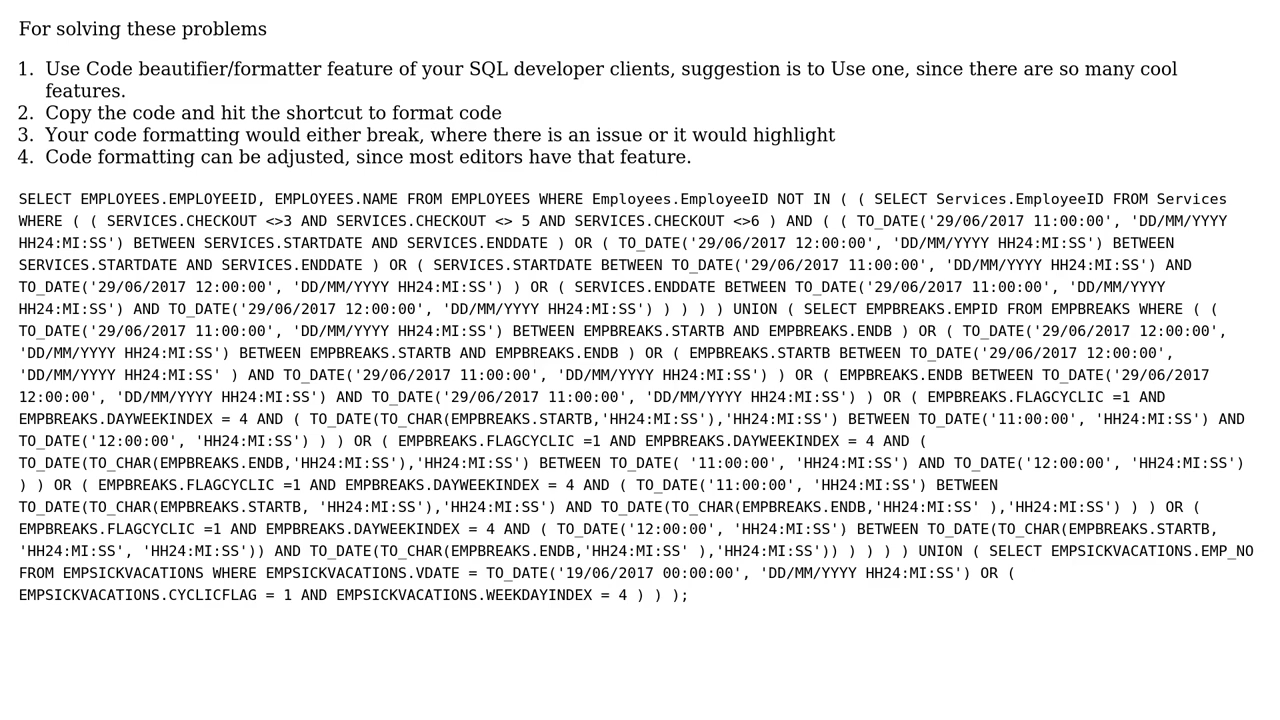 For solving these problems
1. Use Code beautifier/formatter feature of your SQL developer clients, suggestion is to Use one, since there are so many cool
features.
2. Copy the code and hit the shortcut to format code
3. Your code formatting would either break, where there is an issue or it would highlight
4. Code formatting can be adjusted, since most editors have that feature.
SELECT EMPLOYEES.EMPLOYEEID, EMPLOYEES.NAME FROM EMPLOYEES WHERE Employees.EmployeeID NOT IN ( ( SELECT Services.EmployeeID FROM Services
WHERE ( ( SERVICES.CHECKOUT <>3 AND SERVICES.CHECKOUT <> 5 AND SERVICES.CHECKOUT <>6 ) AND ( ( TO_DATE('29/06/2017 11:00:00', 'DD/MM/YYYY
HH24:MI:SS') BETWEEN SERVICES.STARTDATE AND SERVICES.ENDDATE ) OR ( TO_DATE('29/06/2017 12:00:00', 'DD/MM/YYYY HH24:MI:SS') BETWEEN
SERVICES.STARTDATE AND SERVICES.ENDDATE ) OR ( SERVICES.STARTDATE BETWEEN TO_DATE('29/06/2017 11:00:00', 'DD/MM/YYYY HH24:MI:SS') AND
TO_DATE('29/06/2017 12:00:00', 'DD/MM/YYYY HH24:MI:SS') ) OR ( SERVICES.ENDDATE BETWEEN TO_DATE('29/06/2017 11:00:00', 'DD/MM/YYYY
HH24:MI:SS') AND TO_DATE('29/06/2017 12:00:00', 'DD/MM/YYYY HH24:MI:SS') ) ) ) ) UNION ( SELECT EMPBREAKS.EMPID FROM EMPBREAKS WHERE ( (
TO_DATE('29/06/2017 11:00:00', 'DD/MM/YYYY HH24:MI:SS') BETWEEN EMPBREAKS.STARTB AND EMPBREAKS.ENDB ) OR ( TO_DATE('29/06/2017 12:00:00',
'DD/MM/YYYY HH24:MI:SS') BETWEEN EMPBREAKS.STARTB AND EMPBREAKS.ENDB ) OR ( EMPBREAKS.STARTB BETWEEN TO_DATE('29/06/2017 12:00:00',
'DD/MM/YYYY HH24:MI:SS' ) AND TO_DATE('29/06/2017 11:00:00', 'DD/MM/YYYY HH24:MI:SS') ) OR ( EMPBREAKS.ENDB BETWEEN TO_DATE('29/06/2017
12:00:00', 'DD/MM/YYYY HH24:MI:SS') AND TO_DATE('29/06/2017 11:00:00', 'DD/MM/YYYY HH24:MI:SS') ) OR ( EMPBREAKS.FLAGCYCLIC =1 AND
EMPBREAKS.DAYWEEKINDEX = 4 AND ( TO_DATE(TO_CHAR(EMPBREAKS.STARTB,'HH24:MI:SS'),'HH24:MI:SS') BETWEEN TO_DATE('11:00:00', 'HH24:MI:SS') AND
TO_DATE('12:00:00', 'HH24:MI:SS') ) ) OR ( EMPBREAKS.FLAGCYCLIC =1 AND EMPBREAKS.DAYWEEKINDEX = 4 AND (
TO_DATE(TO_CHAR(EMPBREAKS.ENDB,'HH24:MI:SS'),'HH24:MI:SS') BETWEEN TO_DATE( '11:00:00', 'HH24:MI:SS') AND TO_DATE('12:00:00', 'HH24:MI:SS')
) ) OR ( EMPBREAKS.FLAGCYCLIC =1 AND EMPBREAKS.DAYWEEKINDEX = 4 AND ( TO_DATE('11:00:00', 'HH24:MI:SS') BETWEEN
TO_DATE(TO_CHAR(EMPBREAKS.STARTB, 'HH24:MI:SS'),'HH24:MI:SS') AND TO_DATE(TO_CHAR(EMPBREAKS.ENDB,'HH24:MI:SS' ),'HH24:MI:SS') ) ) OR (
EMPBREAKS.FLAGCYCLIC =1 AND EMPBREAKS.DAYWEEKINDEX = 4 AND ( TO_DATE('12:00:00', 'HH24:MI:SS') BETWEEN TO_DATE(TO_CHAR(EMPBREAKS.STARTB,
'HH24:MI:SS', 'HH24:MI:SS')) AND TO_DATE(TO_CHAR(EMPBREAKS.ENDB,'HH24:MI:SS' ),'HH24:MI:SS')) ) ) ) ) UNION ( SELECT EMPSICKVACATIONS.EMP_NO
FROM EMPSICKVACATIONS WHERE EMPSICKVACATIONS.VDATE = TO_DATE('19/06/2017 00:00:00', 'DD/MM/YYYY HH24:MI:SS') OR (
EMPSICKVACATIONS.CYCLICFLAG = 1 AND EMPSICKVACATIONS.WEEKDAYINDEX = 4 ) ) );